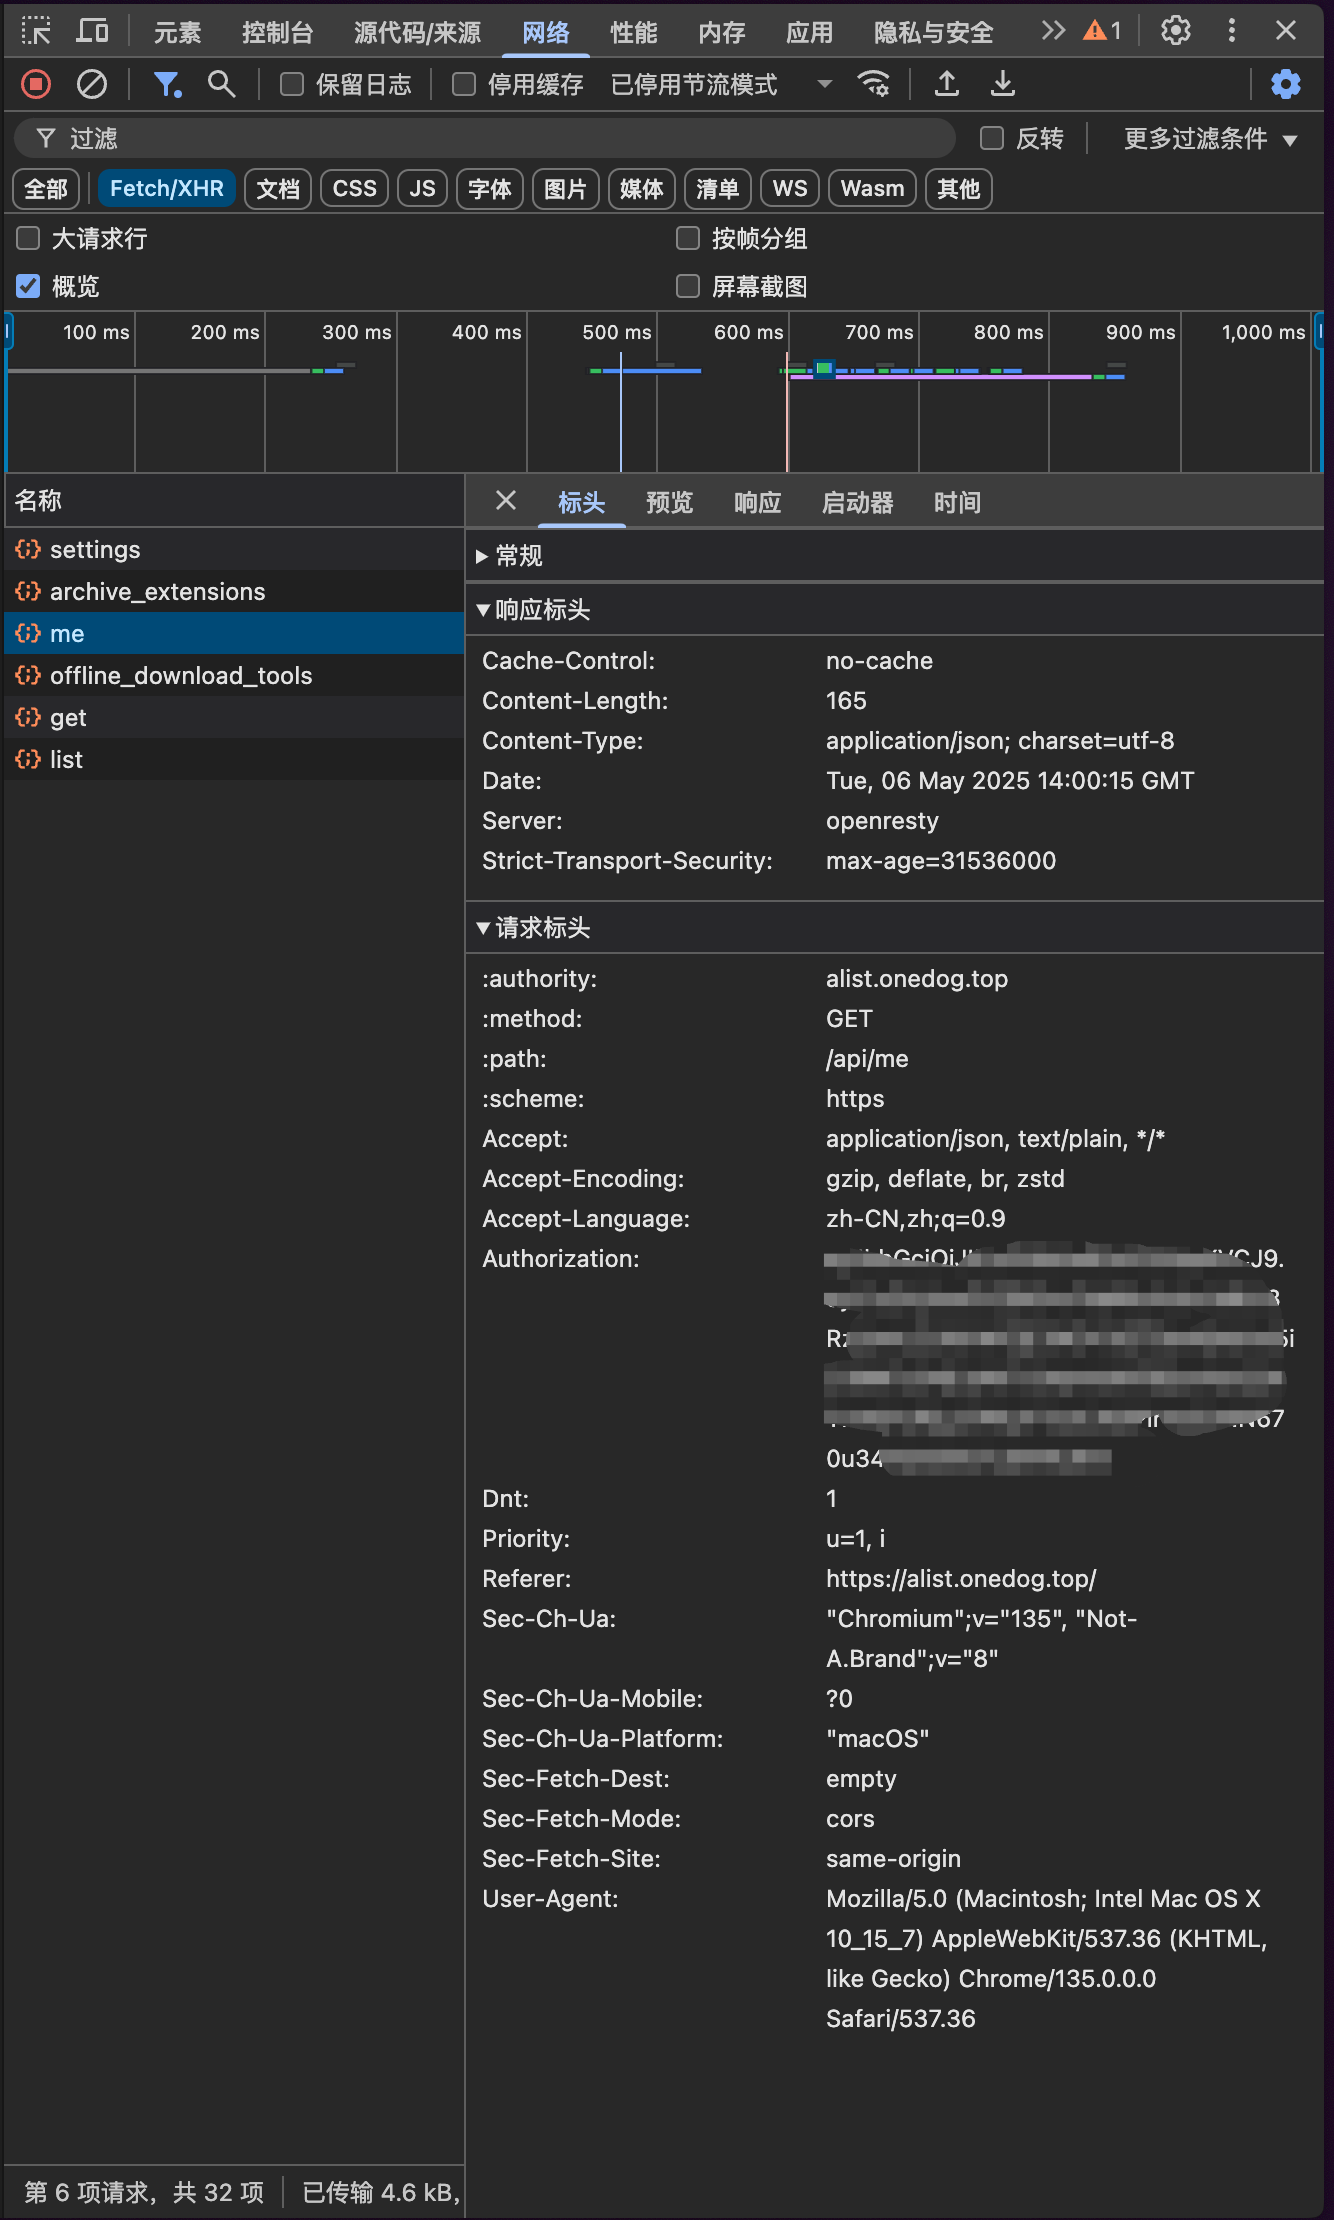 元素 控制台 源代码/来源 网络 性能 内存 应用 隐私与安全 1
保留日志 停用缓存 已停用节流模式
过滤 反转 更多过滤条件
全部 Fetch/XHR 文档 CSS JS 字体 图片 媒体 清单 WS Wasm 其他
大请求行 按帧分组
概览 屏幕截图
100 ms 200 ms 300 ms 400 ms 500 ms 600 ms 700 ms 800 ms 900 ms 1,000 ms
名称
settings
archive_extensions
me
offline_download_tools
get
list
标头 预览 响应 启动器 时间
常规
响应标头
Cache-Control: no-cache
Content-Length: 165
Content-Type: application/json; charset=utf-8
Date: Tue, 06 May 2025 14:00:15 GMT
Server: openresty
Strict-Transport-Security: max-age=31536000
请求标头
:authority: alist.onedog.top
:method: GET
:path: /api/me
:scheme: https
Accept: application/json, text/plain, */*
Accept-Encoding: gzip, deflate, br, zstd
Accept-Language: zh-CN,zh;q=0.9
Authorization:
0u34
Dnt: 1
Priority: u=1, i
Referer: https://alist.onedog.top/
Sec-Ch-Ua: "Chromium";v="135", "Not-
A.Brand";v="8"
Sec-Ch-Ua-Mobile: ?0
Sec-Ch-Ua-Platform: "macOS"
Sec-Fetch-Dest: empty
Sec-Fetch-Mode: cors
Sec-Fetch-Site: same-origin
User-Agent: Mozilla/5.0 (Macintosh; Intel Mac OS X
10_15_7) AppleWebKit/537.36 (KHTML,
like Gecko) Chrome/135.0.0.0
Safari/537.36
第 6 项请求，共 32 项 已传输 4.6 kB，